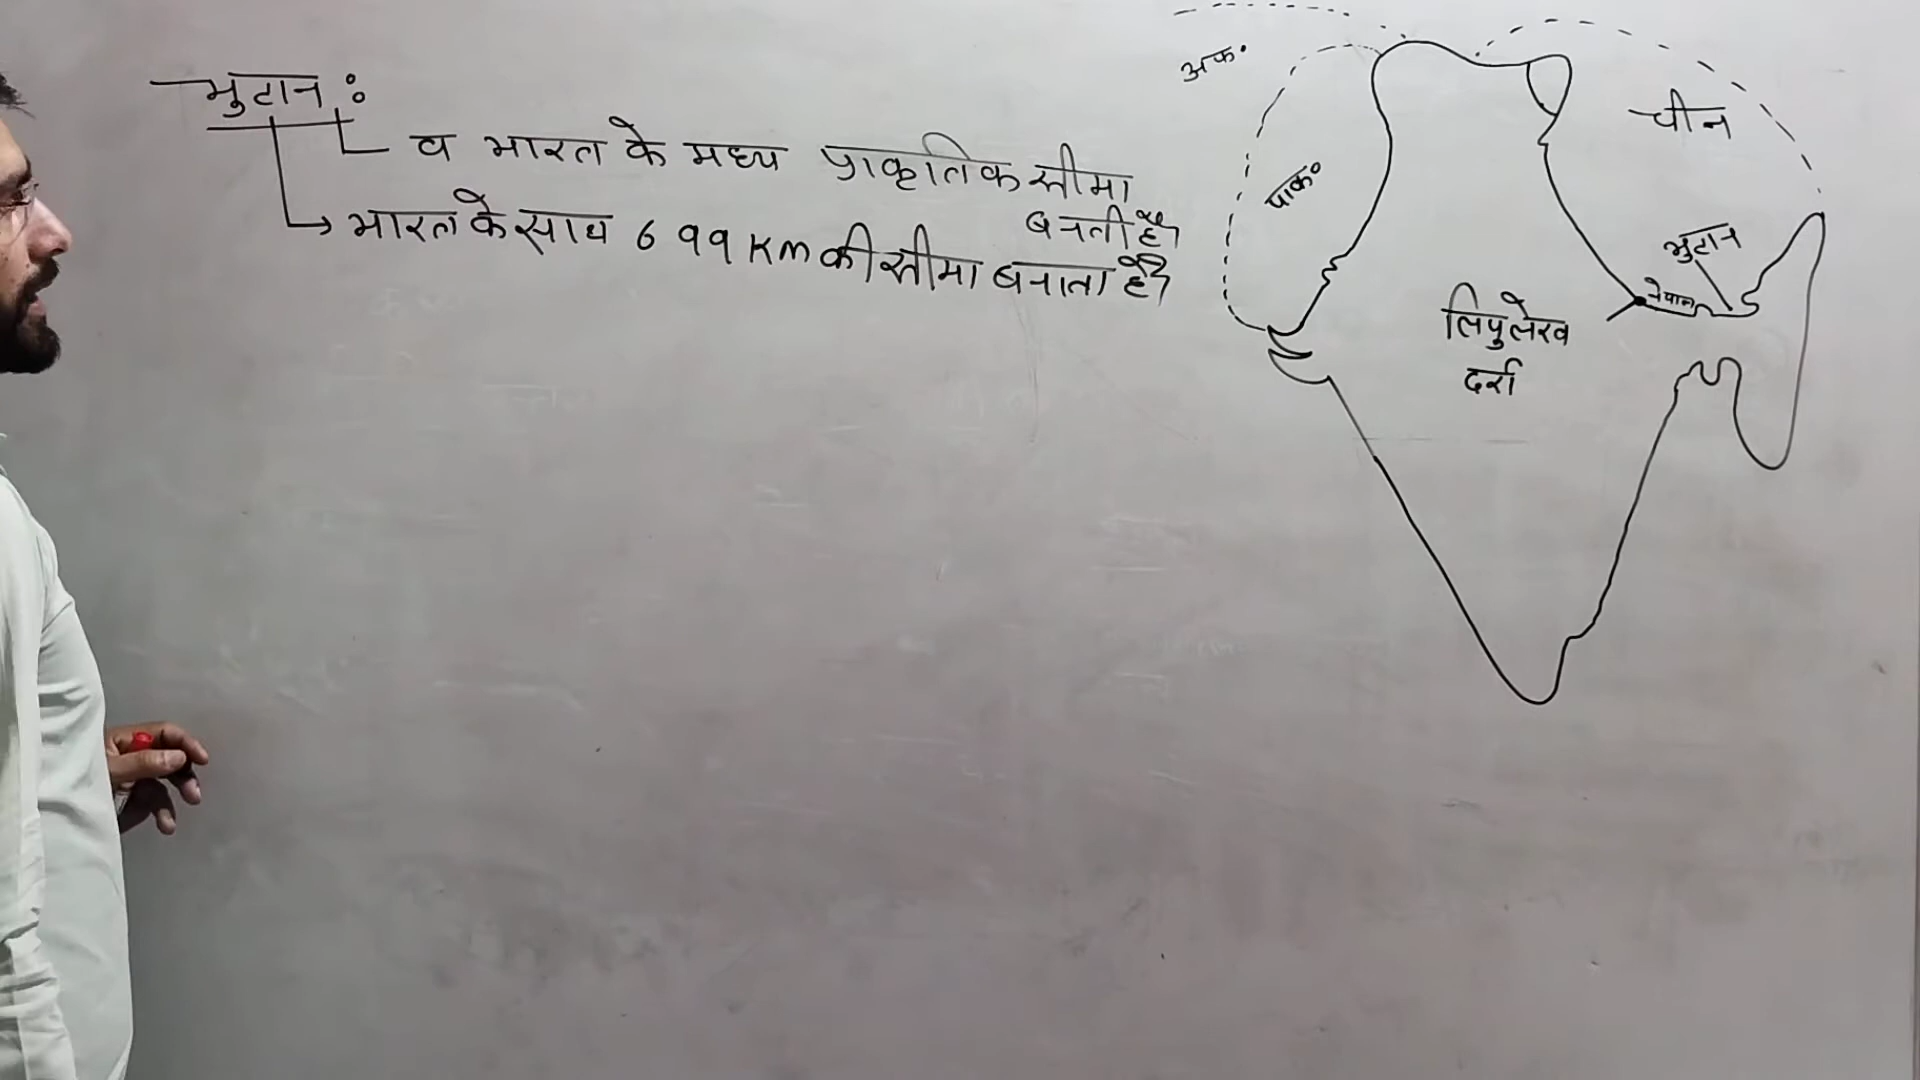 भुटान :
व भारत के मध्य प्राकृतिक सीमा
बनती है।
भारत के साथ 699 km की सीमा बनाता है।
अफ॰
पाक॰
चीन
भुटान
नेपाल
लिपुलेख
दर्रा